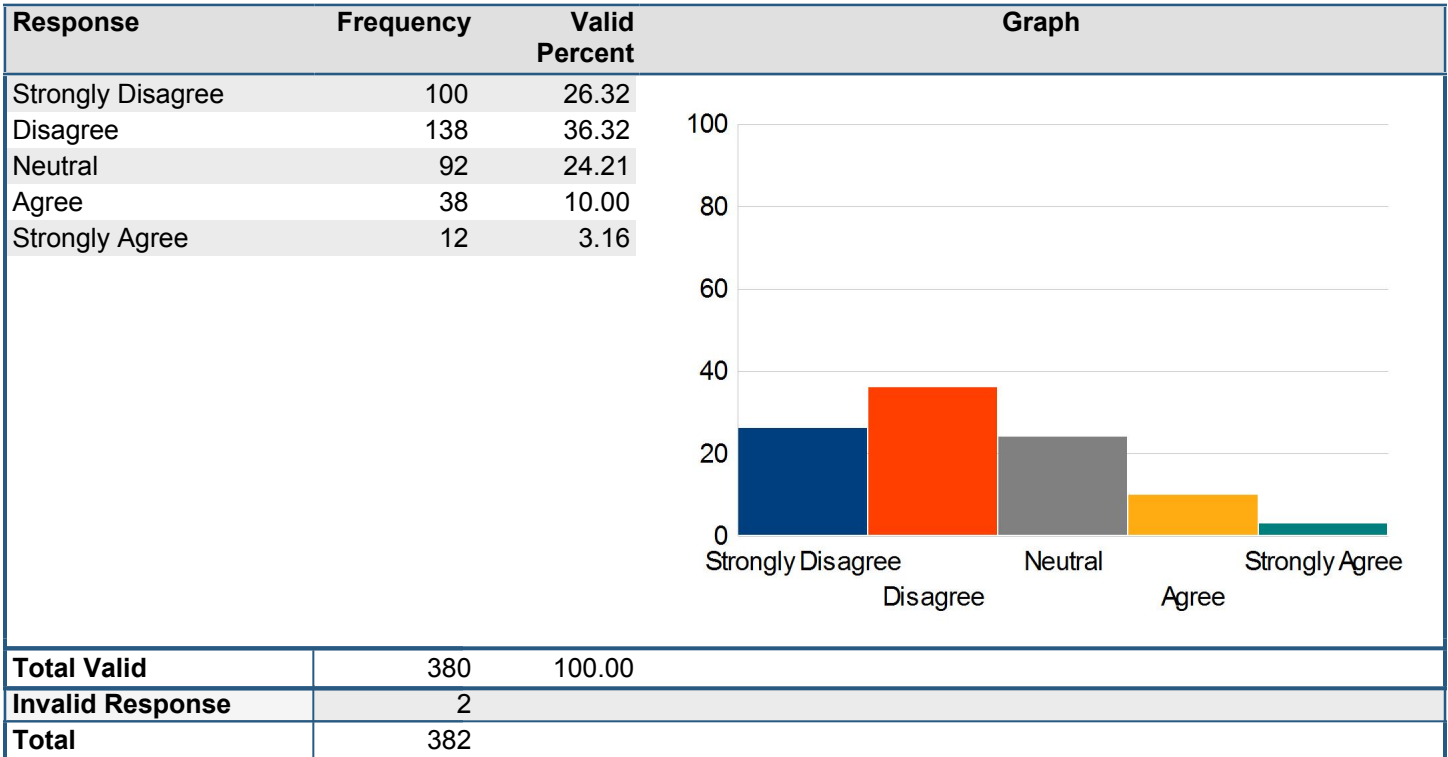 Response Frequency Valid Percent Graph
Strongly Disagree 100 26.32
Disagree 138 36.32
Neutral 92 24.21
Agree 38 10.00
Strongly Agree 12 3.16
100
80
60
40
20
0
Strongly Disagree Neutral Strongly Agree
Disagree Agree
Total Valid 380 100.00
Invalid Response 2
Total 382